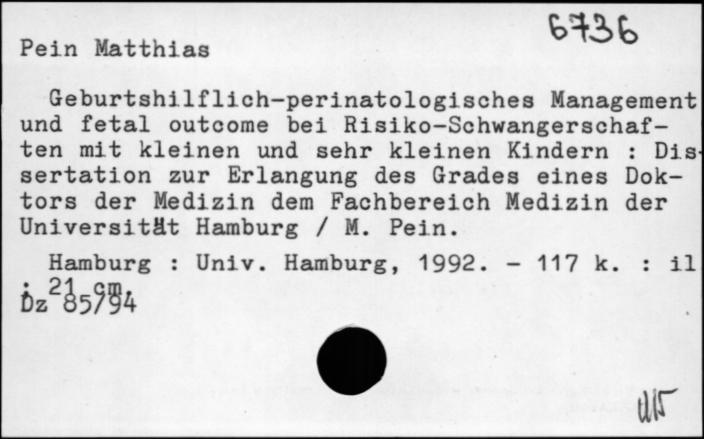 6736
Pein Matthias
Geburtshilflich-perinatologisches Management
und fetal outcome bei Risiko-Schwangerschaf-
ten mit kleinen und sehr kleinen Kindern : Dis-
sertation zur Erlangung des Grades eines Dok-
tors der Medizin dem Fachbereich Medizin der
Universität Hamburg / M. Pein.
Hamburg : Univ. Hamburg, 1992. - 117 k. : il
; 21 cm.
Dz 85/94